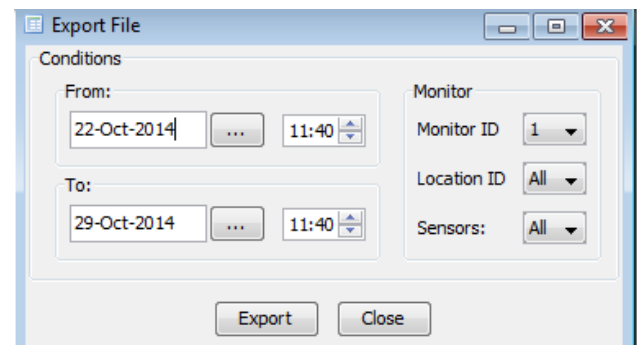 Export File
Conditions
From:
22-Oct-2014 ... 11:40
To:
29-Oct-2014 ... 11:40
Monitor
Monitor ID 1
Location ID All
Sensors: All
Export Close